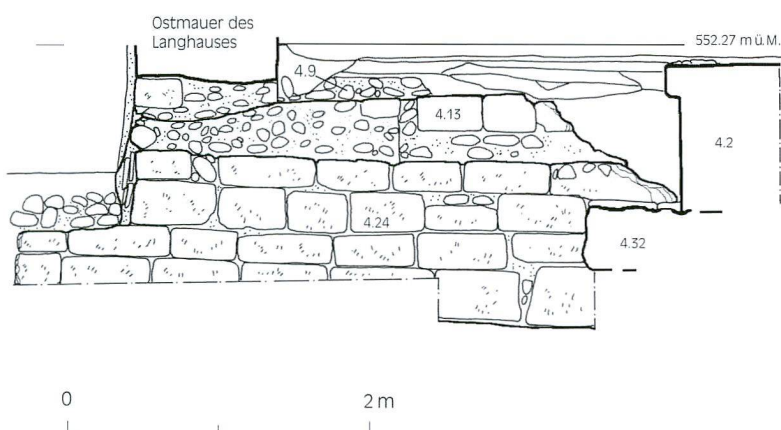 Ostmauer des
Langhauses
552.27 m ü.M.
4.9
4.13
4.2
4.24
4.32
0
2 m